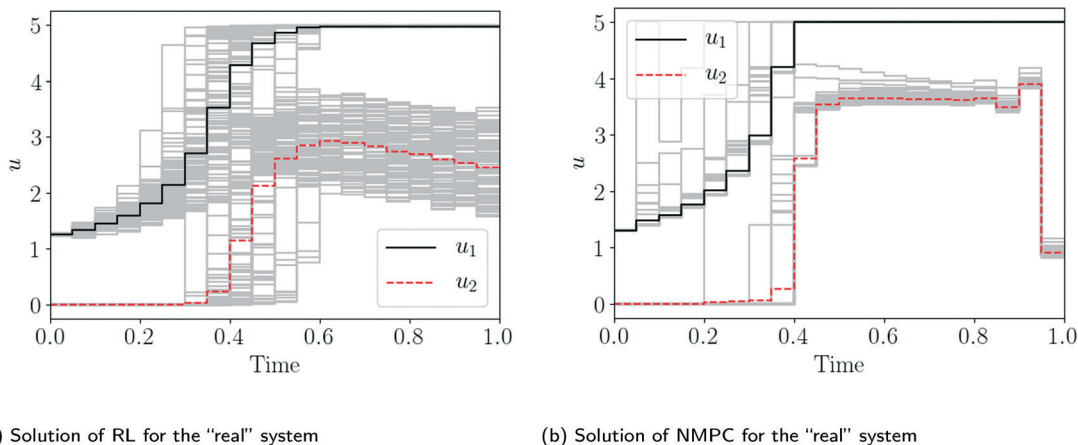 5
4
3
2
1
0
u
u₁
u₂
0.0 0.2 0.4 0.6 0.8 1.0
Time
5
4
3
2
1
0
u
u₁
u₂
0.0 0.2 0.4 0.6 0.8 1.0
Time
) Solution of RL for the “real” system
(b) Solution of NMPC for the “real” system